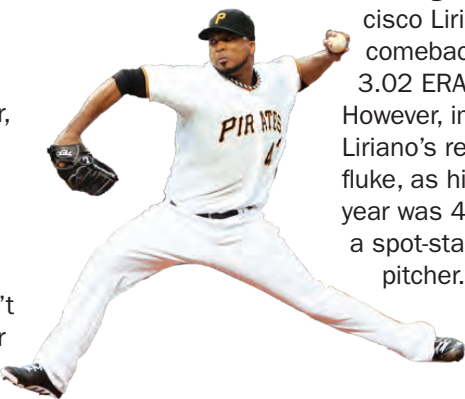 cisco Liri
comebac
3.02 ERA
However, in
Liriano's re
fluke, as hi
year was 4
a spot-sta
pitcher.
r,
't
r
P
PIRATES